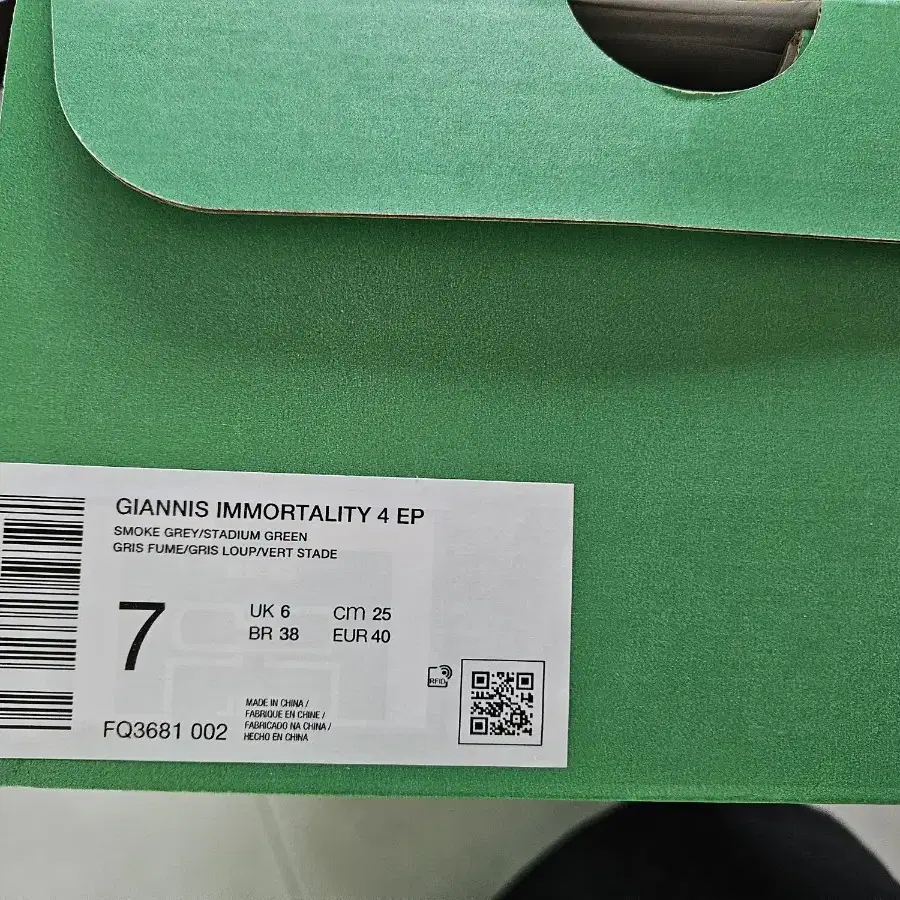 GIANNIS IMMORTALITY 4 EP
SMOKE GREY/STADIUM GREEN
GRIS FUME/GRIS LOUP/VERT STADE
7
UK 6 cm 25
BR 38 EUR 40
RFID
FQ3681 002
MADE IN CHINA /
FABRIQUE EN CHINE /
FABRICADO NA CHINA /
HECHO EN CHINA